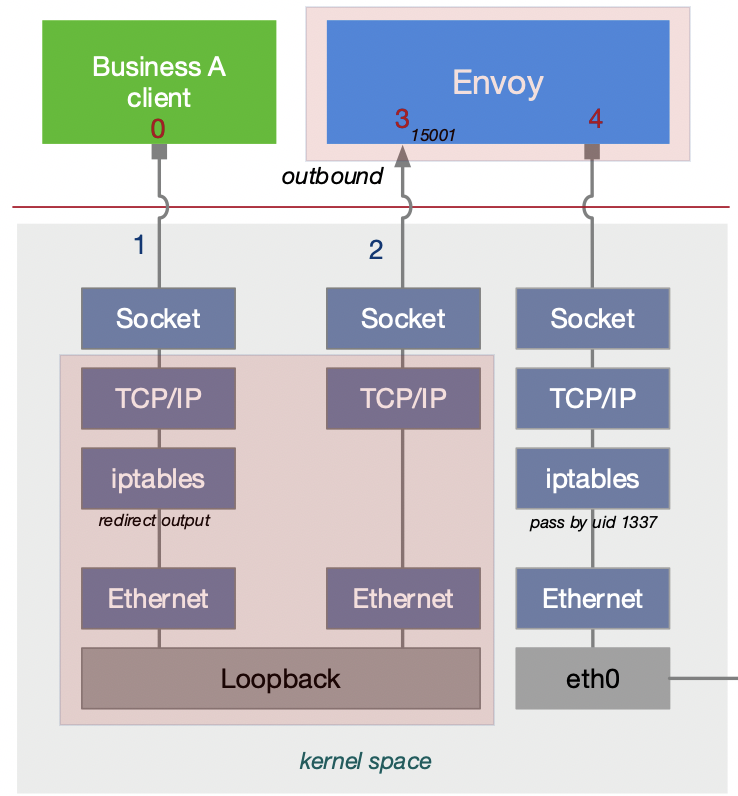 Business A
client
0
Envoy
3
15001
4
outbound
1
2
Socket
Socket
Socket
TCP/IP
TCP/IP
TCP/IP
iptables
iptables
redirect output
pass by uid 1337
Ethernet
Ethernet
Ethernet
Loopback
eth0
kernel space